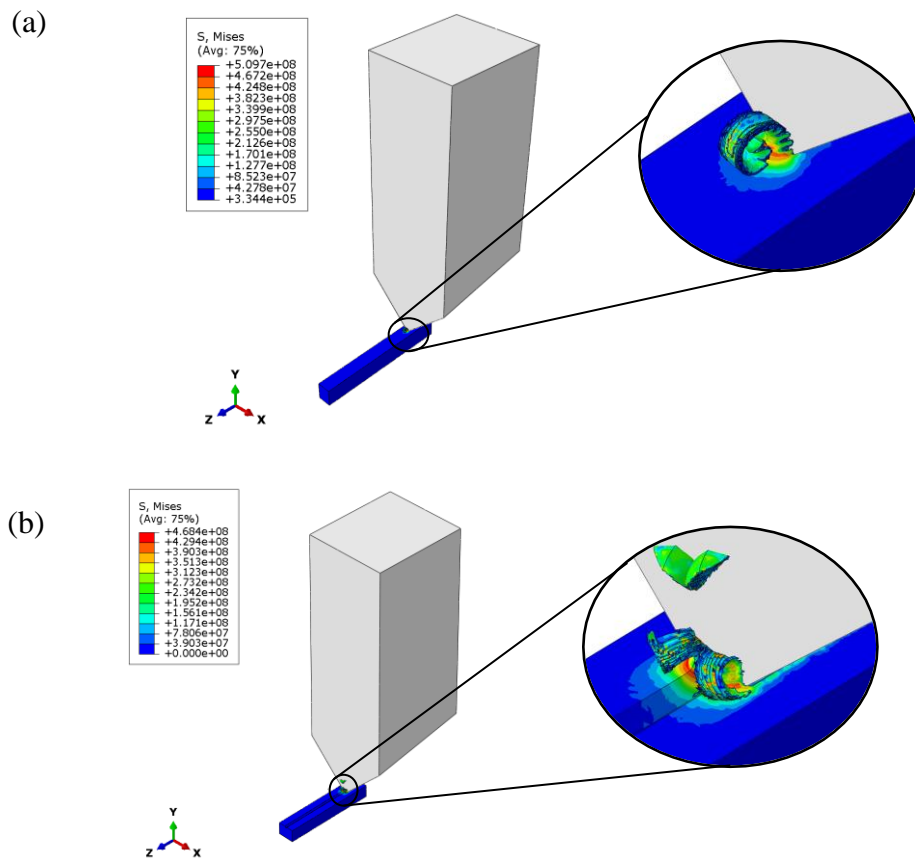 (a)
S, Mises
(Avg: 75%)
+5.097e+08
+4.672e+08
+4.248e+08
+3.823e+08
+3.399e+08
+2.975e+08
+2.550e+08
+2.126e+08
+1.701e+08
+1.277e+08
+8.523e+07
+4.278e+07
+3.344e+05
Y
Z
X
(b)
S, Mises
(Avg: 75%)
+4.684e+08
+4.294e+08
+3.903e+08
+3.513e+08
+3.123e+08
+2.732e+08
+2.342e+08
+1.952e+08
+1.561e+08
+1.171e+08
+7.806e+07
+3.903e+07
+0.000e+00
Y
Z
X